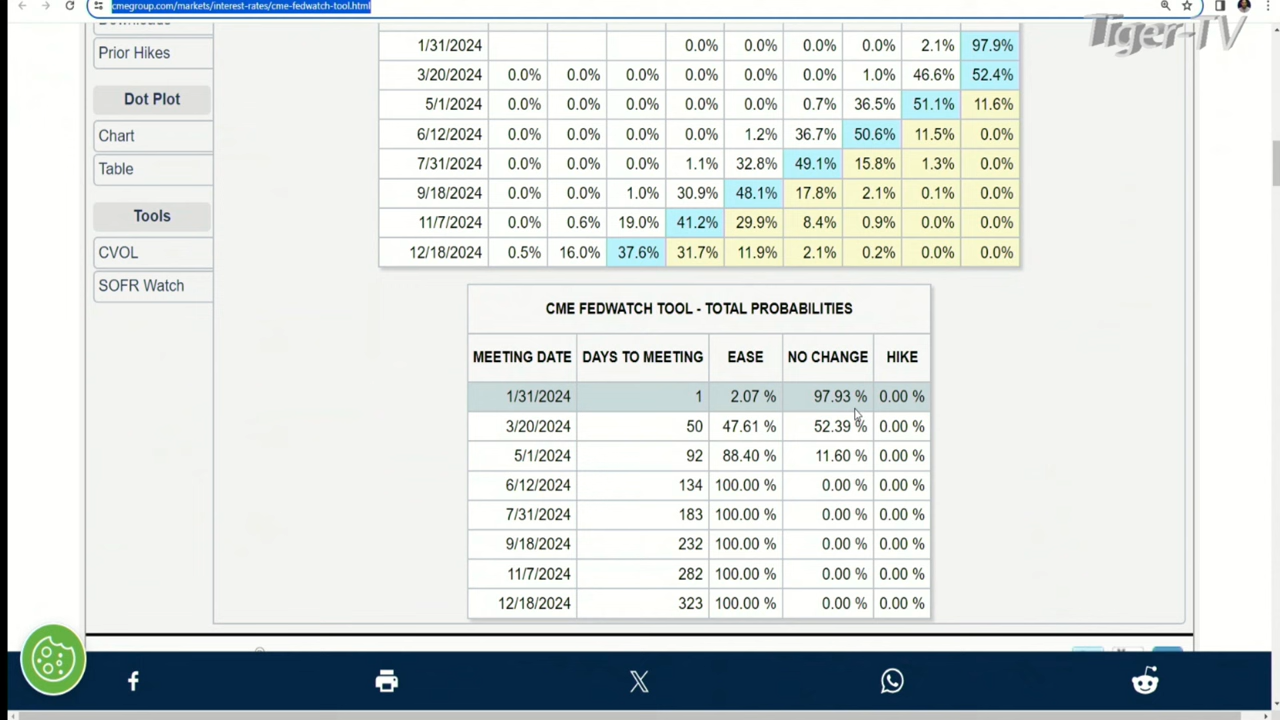 cmegroup.com/markets/interest-rates/cme-fedwatch-tool.html
Tiger-TV
Prior Hikes
Dot Plot
Chart
Table
Tools
CVOL
SOFR Watch
1/31/2024 0.0% 0.0% 0.0% 0.0% 2.1% 97.9%
3/20/2024 0.0% 0.0% 0.0% 0.0% 0.0% 0.0% 1.0% 46.6% 52.4%
5/1/2024 0.0% 0.0% 0.0% 0.0% 0.0% 0.7% 36.5% 51.1% 11.6%
6/12/2024 0.0% 0.0% 0.0% 0.0% 1.2% 36.7% 50.6% 11.5% 0.0%
7/31/2024 0.0% 0.0% 0.0% 1.1% 32.8% 49.1% 15.8% 1.3% 0.0%
9/18/2024 0.0% 0.0% 1.0% 30.9% 48.1% 17.8% 2.1% 0.1% 0.0%
11/7/2024 0.0% 0.6% 19.0% 41.2% 29.9% 8.4% 0.9% 0.0% 0.0%
12/18/2024 0.5% 16.0% 37.6% 31.7% 11.9% 2.1% 0.2% 0.0% 0.0%
CME FEDWATCH TOOL - TOTAL PROBABILITIES
MEETING DATE DAYS TO MEETING EASE NO CHANGE HIKE
1/31/2024 1 2.07 % 97.93 % 0.00 %
3/20/2024 50 47.61 % 52.39 % 0.00 %
5/1/2024 92 88.40 % 11.60 % 0.00 %
6/12/2024 134 100.00 % 0.00 % 0.00 %
7/31/2024 183 100.00 % 0.00 % 0.00 %
9/18/2024 232 100.00 % 0.00 % 0.00 %
11/7/2024 282 100.00 % 0.00 % 0.00 %
12/18/2024 323 100.00 % 0.00 % 0.00 %